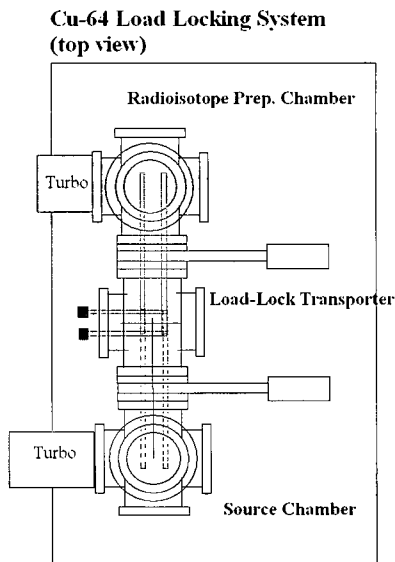 Cu-64 Load Locking System
(top view)
Radioisotope Prep. Chamber
Turbo
Load-Lock Transporter
Turbo
Source Chamber